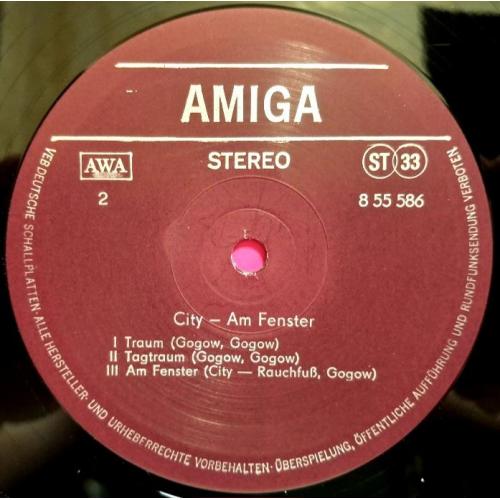 AMIGA
AWA
STEREO
ST 33
2
8 55 586
City – Am Fenster
I Traum (Gogow, Gogow)
II Tagtraum (Gogow, Gogow)
III Am Fenster (City — Rauchfuß, Gogow)
VEB DEUTSCHE SCHALLPLATTEN · ALLE HERSTELLER- UND URHEBERRECHTE VORBEHALTEN · ÜBERSPIELUNG, ÖFFENTLICHE AUFFÜHRUNG UND RUNDFUNKSENDUNG VERBOTEN.